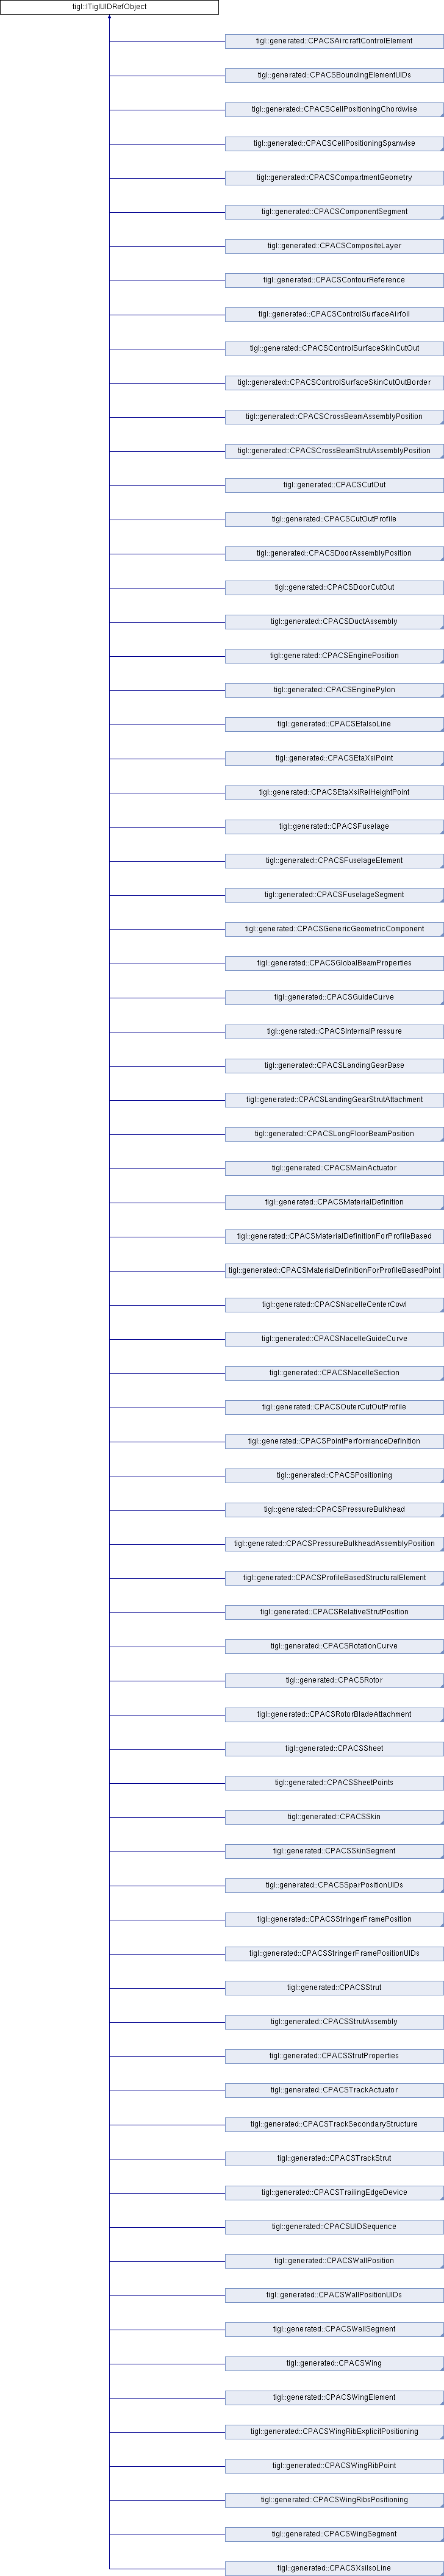 tigl::ITiglUIDRefObject
tigl::generated::CPACSAircraftControlElement
tigl::generated::CPACSBoundingElementUIDs
tigl::generated::CPACSCellPositioningChordwise
tigl::generated::CPACSCellPositioningSpanwise
tigl::generated::CPACSCompartmentGeometry
tigl::generated::CPACSComponentSegment
tigl::generated::CPACSCompositeLayer
tigl::generated::CPACSContourReference
tigl::generated::CPACSControlSurfaceAirfoil
tigl::generated::CPACSControlSurfaceSkinCutOut
tigl::generated::CPACSControlSurfaceSkinCutOutBorder
tigl::generated::CPACSCrossBeamAssemblyPosition
tigl::generated::CPACSCrossBeamStrutAssemblyPosition
tigl::generated::CPACSCutOut
tigl::generated::CPACSCutOutProfile
tigl::generated::CPACSDoorAssemblyPosition
tigl::generated::CPACSDoorCutOut
tigl::generated::CPACSDuctAssembly
tigl::generated::CPACSEnginePosition
tigl::generated::CPACSEnginePylon
tigl::generated::CPACSEtaIsoLine
tigl::generated::CPACSEtaXsiPoint
tigl::generated::CPACSEtaXsiRelHeightPoint
tigl::generated::CPACSFuselage
tigl::generated::CPACSFuselageElement
tigl::generated::CPACSFuselageSegment
tigl::generated::CPACSGenericGeometricComponent
tigl::generated::CPACSGlobalBeamProperties
tigl::generated::CPACSGuideCurve
tigl::generated::CPACSInternalPressure
tigl::generated::CPACSLandingGearBase
tigl::generated::CPACSLandingGearStrutAttachment
tigl::generated::CPACSLongFloorBeamPosition
tigl::generated::CPACSMainActuator
tigl::generated::CPACSMaterialDefinition
tigl::generated::CPACSMaterialDefinitionForProfileBased
tigl::generated::CPACSMaterialDefinitionForProfileBasedPoint
tigl::generated::CPACSNacelleCenterCowl
tigl::generated::CPACSNacelleGuideCurve
tigl::generated::CPACSNacelleSection
tigl::generated::CPACSOuterCutOutProfile
tigl::generated::CPACSPointPerformanceDefinition
tigl::generated::CPACSPositioning
tigl::generated::CPACSPressureBulkhead
tigl::generated::CPACSPressureBulkheadAssemblyPosition
tigl::generated::CPACSProfileBasedStructuralElement
tigl::generated::CPACSRelativeStrutPosition
tigl::generated::CPACSRotationCurve
tigl::generated::CPACSRotor
tigl::generated::CPACSRotorBladeAttachment
tigl::generated::CPACSSheet
tigl::generated::CPACSSheetPoints
tigl::generated::CPACSSkin
tigl::generated::CPACSSkinSegment
tigl::generated::CPACSSparPositionUIDs
tigl::generated::CPACSStringerFramePosition
tigl::generated::CPACSStringerFramePositionUIDs
tigl::generated::CPACSStrut
tigl::generated::CPACSStrutAssembly
tigl::generated::CPACSStrutProperties
tigl::generated::CPACSTrackActuator
tigl::generated::CPACSTrackSecondaryStructure
tigl::generated::CPACSTrackStrut
tigl::generated::CPACSTrailingEdgeDevice
tigl::generated::CPACSUIDSequence
tigl::generated::CPACSWallPosition
tigl::generated::CPACSWallPositionUIDs
tigl::generated::CPACSWallSegment
tigl::generated::CPACSWing
tigl::generated::CPACSWingElement
tigl::generated::CPACSWingRibExplicitPositioning
tigl::generated::CPACSWingRibPoint
tigl::generated::CPACSWingRibsPositioning
tigl::generated::CPACSWingSegment
tigl::generated::CPACSXsiIsoLine